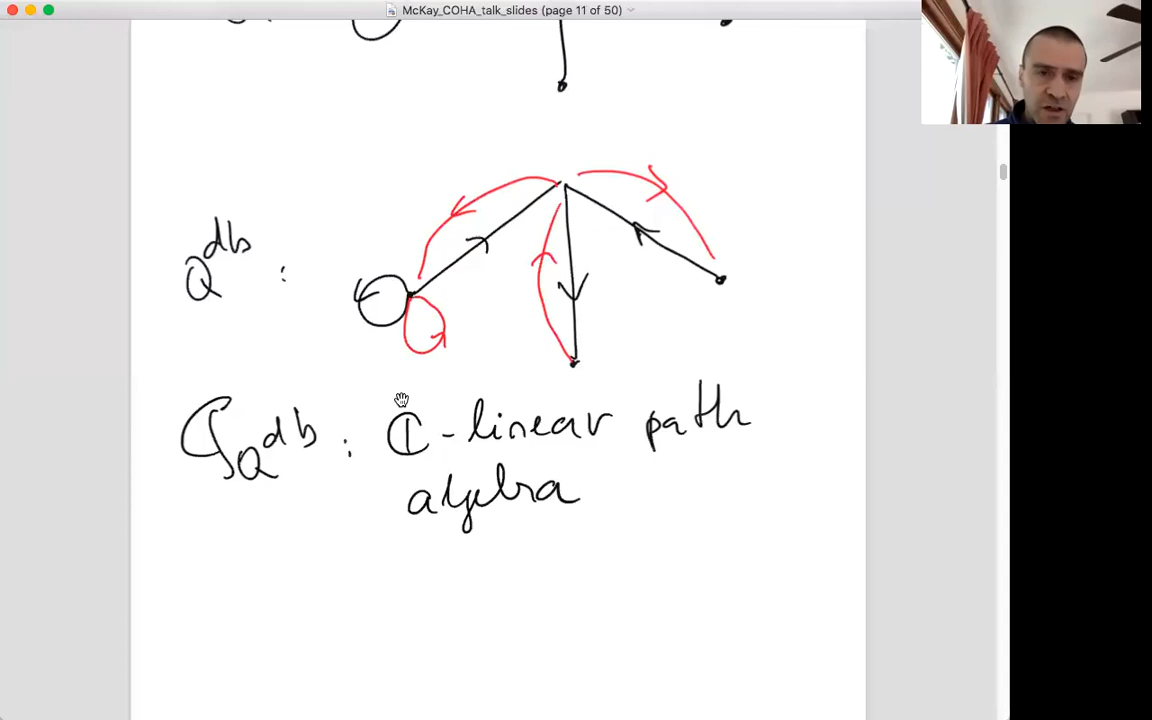 McKay_COHA_talk_slides (page 11 of 50)
Q^db :
ℂQ^db : ℂ-linear path
algebra